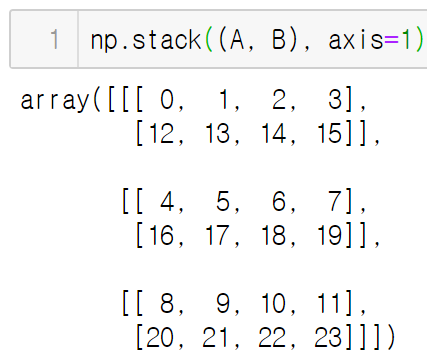 1 np.stack((A, B), axis=1)
array([[[ 0,  1,  2,  3],
        [12, 13, 14, 15]],

       [[ 4,  5,  6,  7],
        [16, 17, 18, 19]],

       [[ 8,  9, 10, 11],
        [20, 21, 22, 23]]])